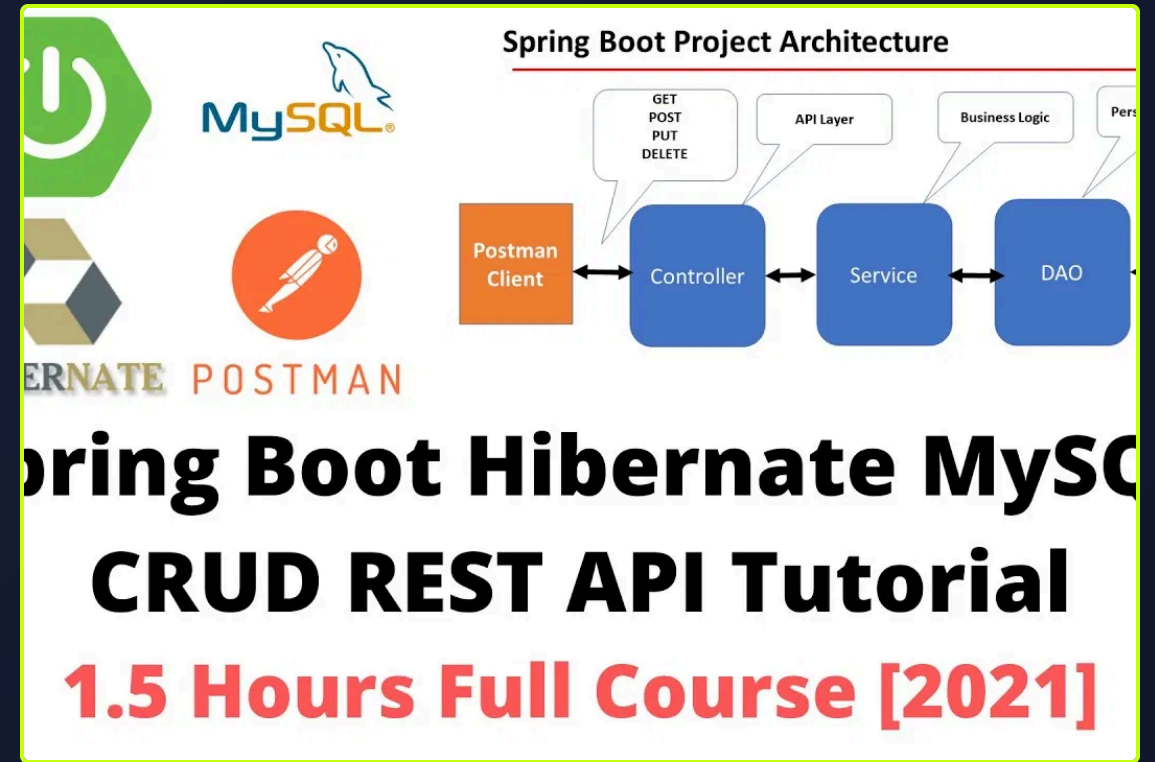 Spring Boot Project Architecture
MySQL®
GET
POST
PUT
DELETE
API Layer
Business Logic
Pers
Postman
Client
Controller
Service
DAO
ERNATE
POSTMAN
pring Boot Hibernate MySQ
CRUD REST API Tutorial
1.5 Hours Full Course [2021]